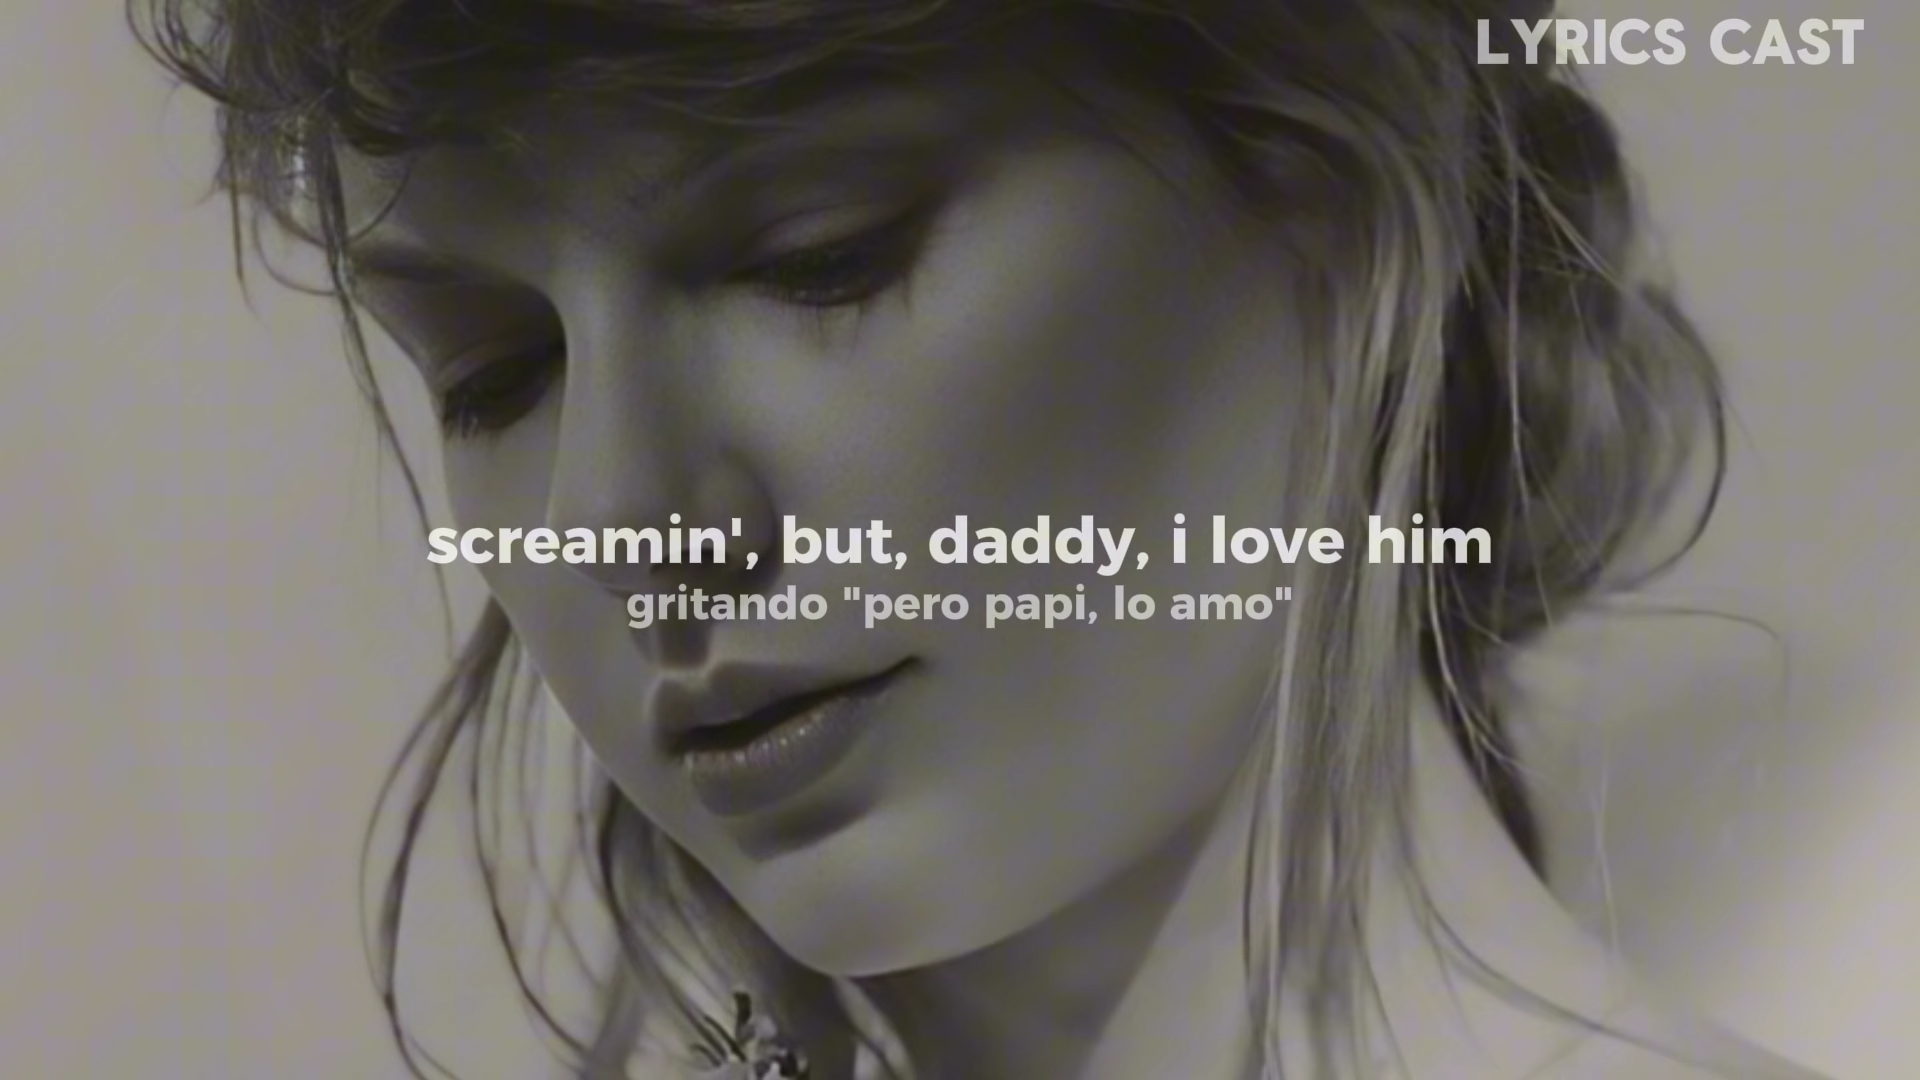 LYRICS CAST
screamin', but, daddy, i love him
gritando "pero papi, lo amo"